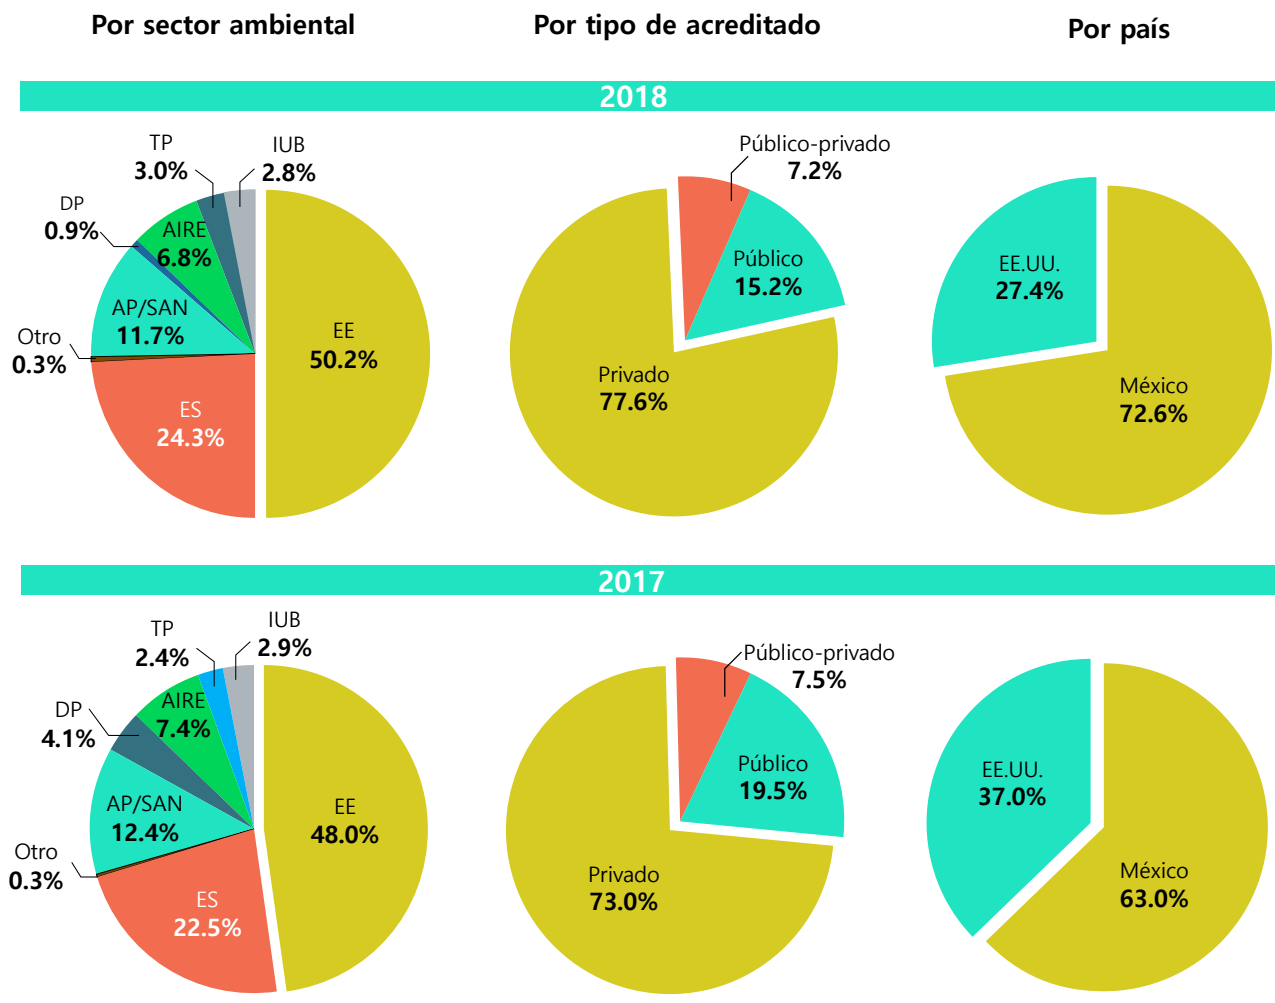 Por sector ambiental
Por tipo de acreditado
Por país
2018
TP
3.0%
IUB
2.8%
DP
0.9%
AIRE
6.8%
AP/SAN
11.7%
Otro
0.3%
ES
24.3%
EE
50.2%
Público-privado
7.2%
Público
15.2%
Privado
77.6%
EE.UU.
27.4%
México
72.6%
2017
TP
2.4%
IUB
2.9%
DP
4.1%
AIRE
7.4%
AP/SAN
12.4%
Otro
0.3%
ES
22.5%
EE
48.0%
Público-privado
7.5%
Público
19.5%
Privado
73.0%
EE.UU.
37.0%
México
63.0%